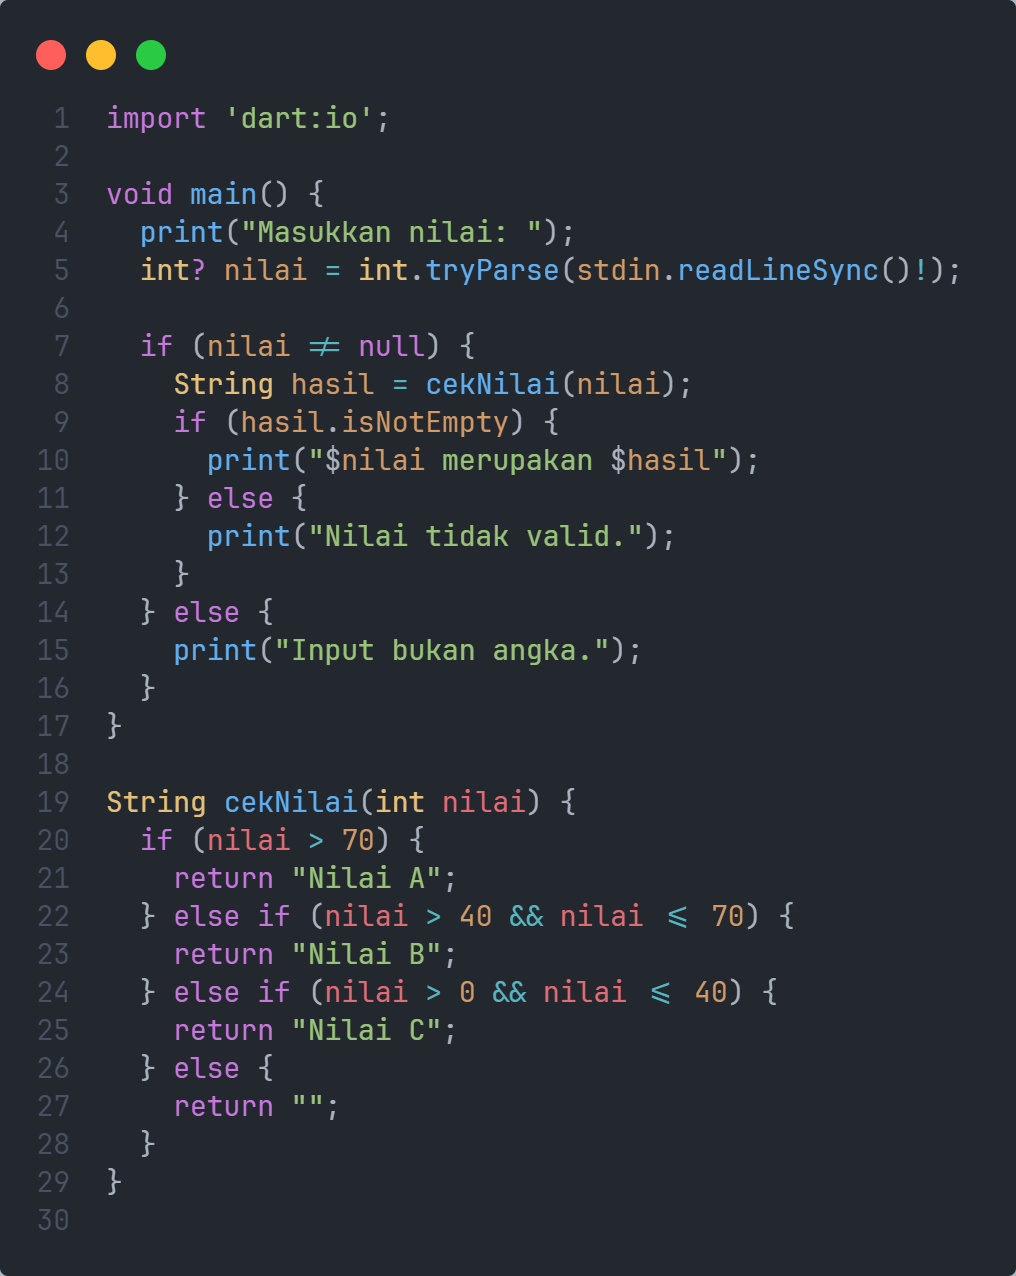 1 import 'dart:io';
2
3 void main() {
4   print("Masukkan nilai: ");
5   int? nilai = int.tryParse(stdin.readLineSync()!);
6
7   if (nilai != null) {
8     String hasil = cekNilai(nilai);
9     if (hasil.isNotEmpty) {
10       print("$nilai merupakan $hasil");
11     } else {
12       print("Nilai tidak valid.");
13     }
14   } else {
15     print("Input bukan angka.");
16   }
17 }
18
19 String cekNilai(int nilai) {
20   if (nilai > 70) {
21     return "Nilai A";
22   } else if (nilai > 40 && nilai <= 70) {
23     return "Nilai B";
24   } else if (nilai > 0 && nilai <= 40) {
25     return "Nilai C";
26   } else {
27     return "";
28   }
29 }
30